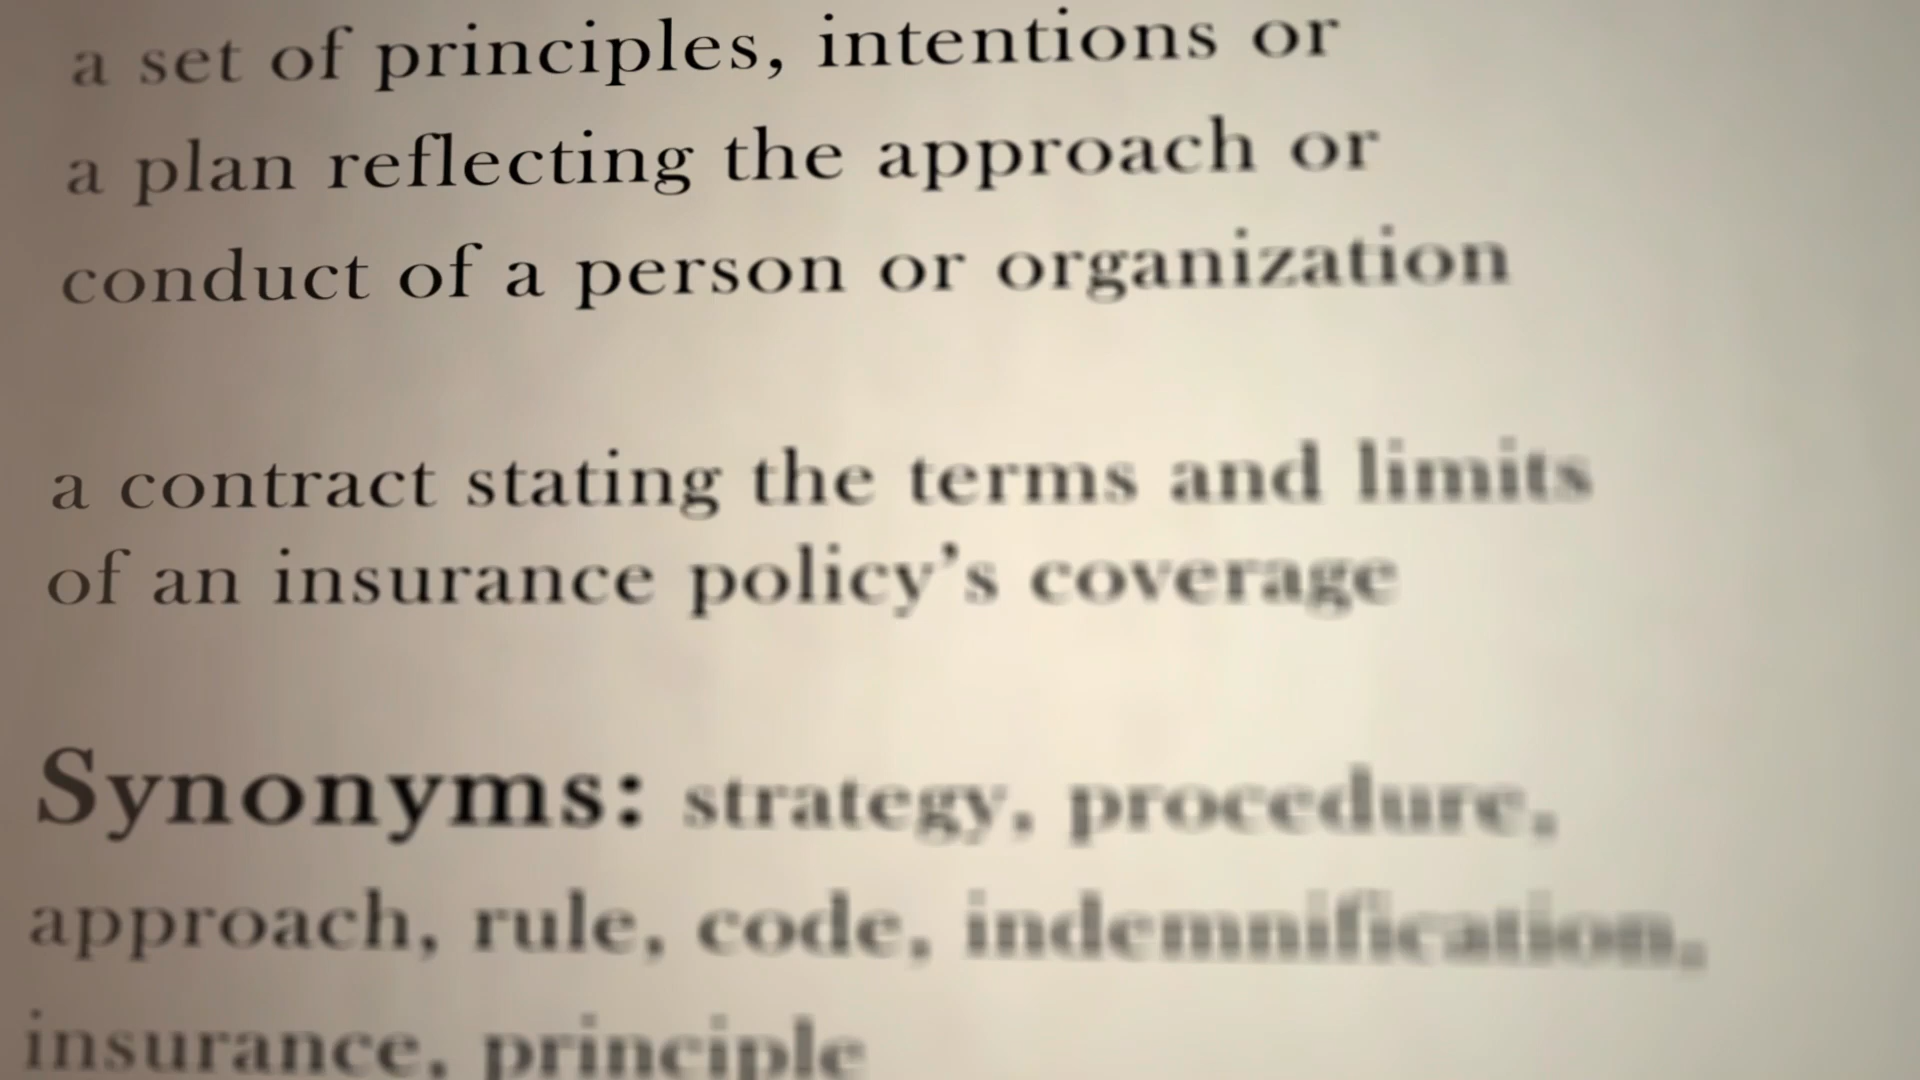 a set of principles, intentions or
a plan reflecting the approach or
conduct of a person or organization
a contract stating the terms and limits
of an insurance policy’s coverage
Synonyms: strategy, procedure,
approach, rule, code, indemnification,
insurance, principle